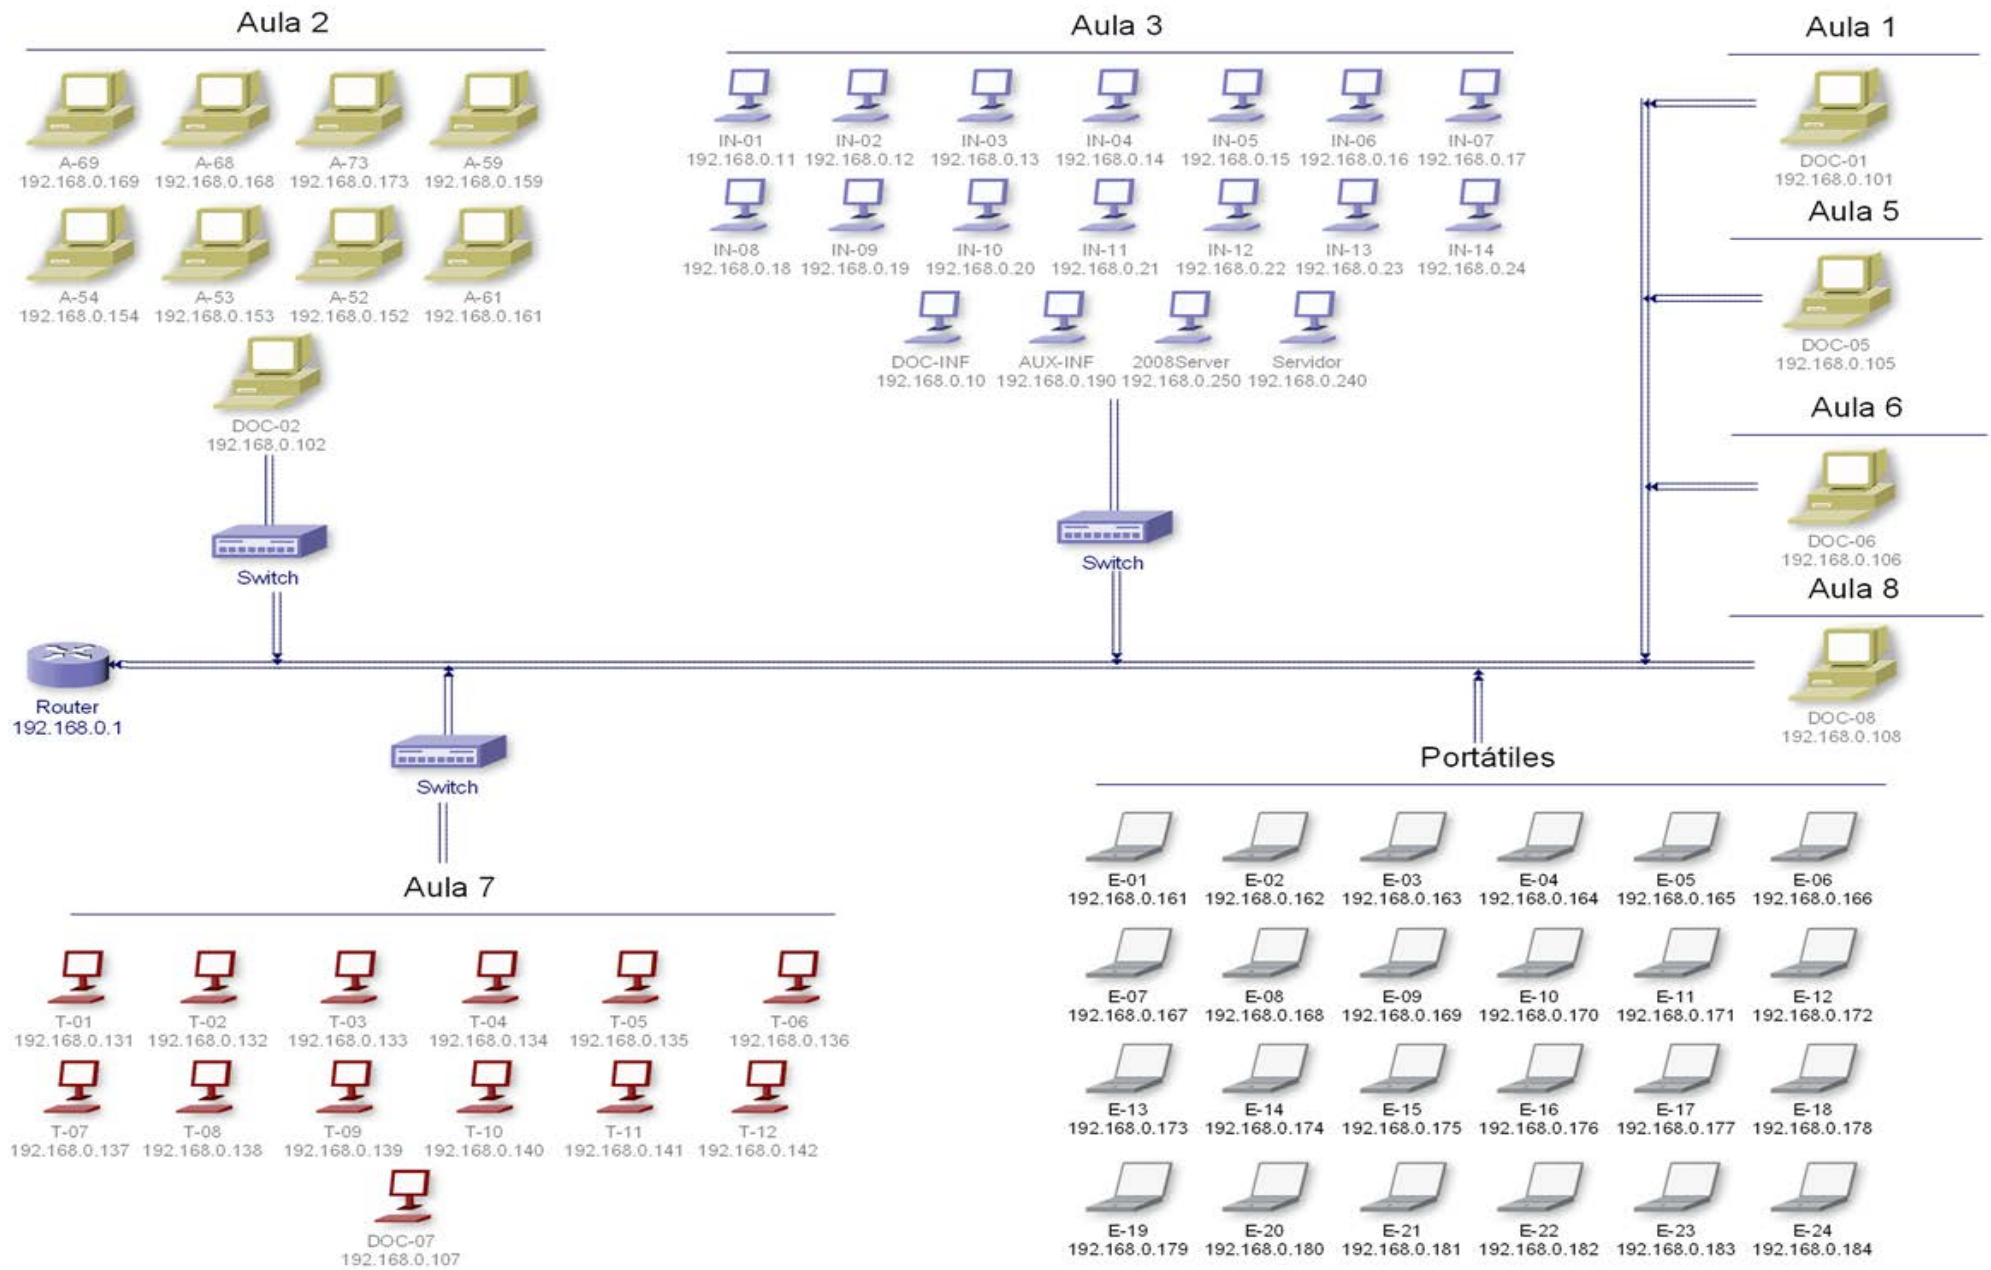 Aula 2
A-69
192.168.0.169
A-68
192.168.0.168
A-73
192.168.0.173
A-59
192.168.0.159
A-54
192.168.0.154
A-53
192.168.0.153
A-52
192.168.0.152
A-61
192.168.0.161
DOC-02
192.168.0.102
Switch
Aula 3
IN-01
192.168.0.11
IN-02
192.168.0.12
IN-03
192.168.0.13
IN-04
192.168.0.14
IN-05
192.168.0.15
IN-06
192.168.0.16
IN-07
192.168.0.17
IN-08
192.168.0.18
IN-09
192.168.0.19
IN-10
192.168.0.20
IN-11
192.168.0.21
IN-12
192.168.0.22
IN-13
192.168.0.23
IN-14
192.168.0.24
DOC-INF
192.168.0.10
AUX-INF
192.168.0.190
2008Server
192.168.0.250
Servidor
192.168.0.240
Switch
Aula 1
DOC-01
192.168.0.101
Aula 5
DOC-05
192.168.0.105
Aula 6
DOC-06
192.168.0.106
Aula 8
DOC-08
192.168.0.108
Router
192.168.0.1
Switch
Aula 7
T-01
192.168.0.131
T-02
192.168.0.132
T-03
192.168.0.133
T-04
192.168.0.134
T-05
192.168.0.135
T-06
192.168.0.136
T-07
192.168.0.137
T-08
192.168.0.138
T-09
192.168.0.139
T-10
192.168.0.140
T-11
192.168.0.141
T-12
192.168.0.142
DOC-07
192.168.0.107
Portátiles
E-01
192.168.0.161
E-02
192.168.0.162
E-03
192.168.0.163
E-04
192.168.0.164
E-05
192.168.0.165
E-06
192.168.0.166
E-07
192.168.0.167
E-08
192.168.0.168
E-09
192.168.0.169
E-10
192.168.0.170
E-11
192.168.0.171
E-12
192.168.0.172
E-13
192.168.0.173
E-14
192.168.0.174
E-15
192.168.0.175
E-16
192.168.0.176
E-17
192.168.0.177
E-18
192.168.0.178
E-19
192.168.0.179
E-20
192.168.0.180
E-21
192.168.0.181
E-22
192.168.0.182
E-23
192.168.0.183
E-24
192.168.0.184